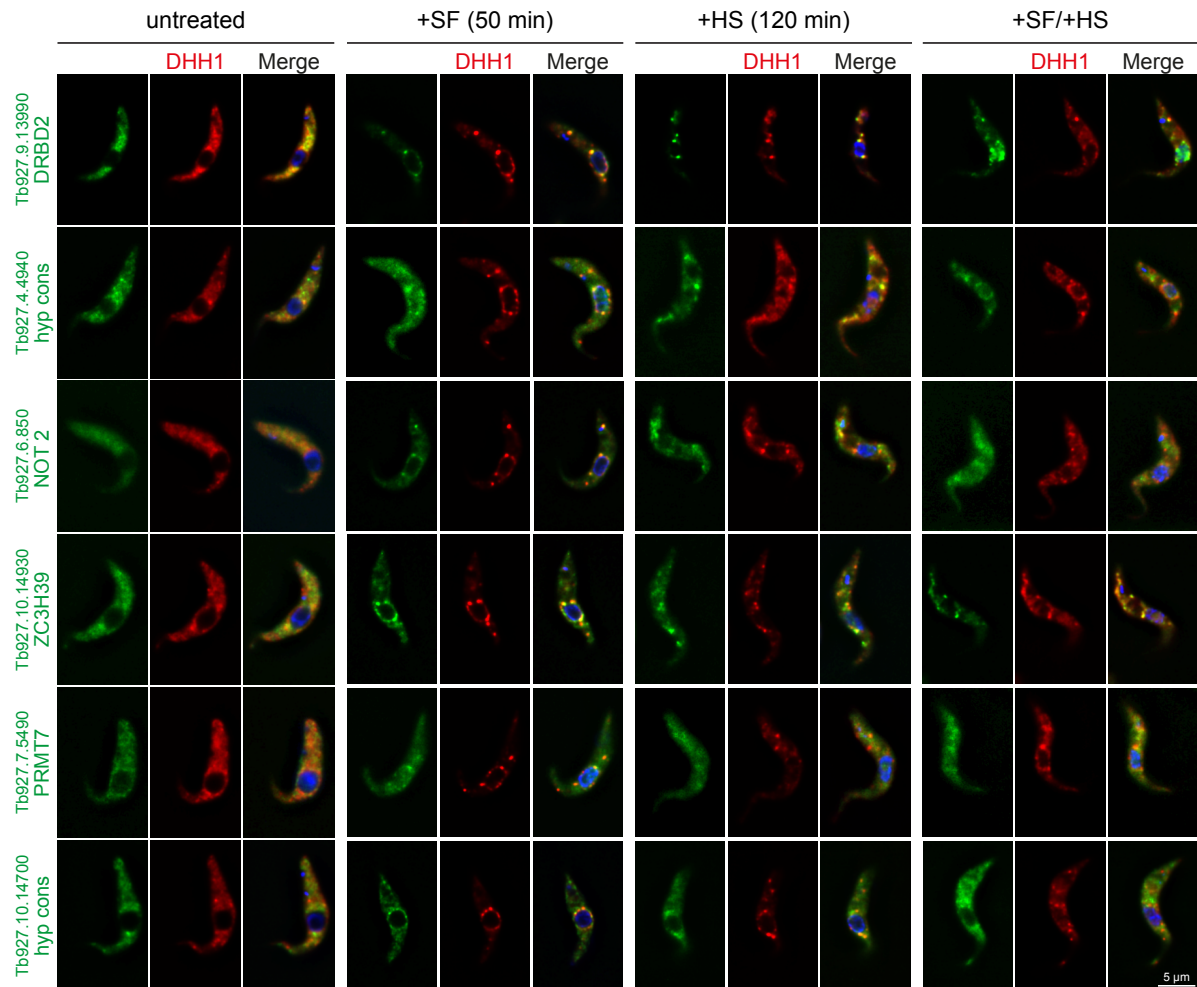 untreated
+SF (50 min)
+HS (120 min)
+SF/+HS
DHH1 Merge
DHH1 Merge
DHH1 Merge
DHH1 Merge
Tb927.9.13990
DRBD2
Tb927.4.4940
hyp cons
Tb927.6.850
NOT 2
Tb927.10.14930
ZC3H39
Tb927.7.5490
PRMT7
Tb927.10.14700
hyp cons
5 µm